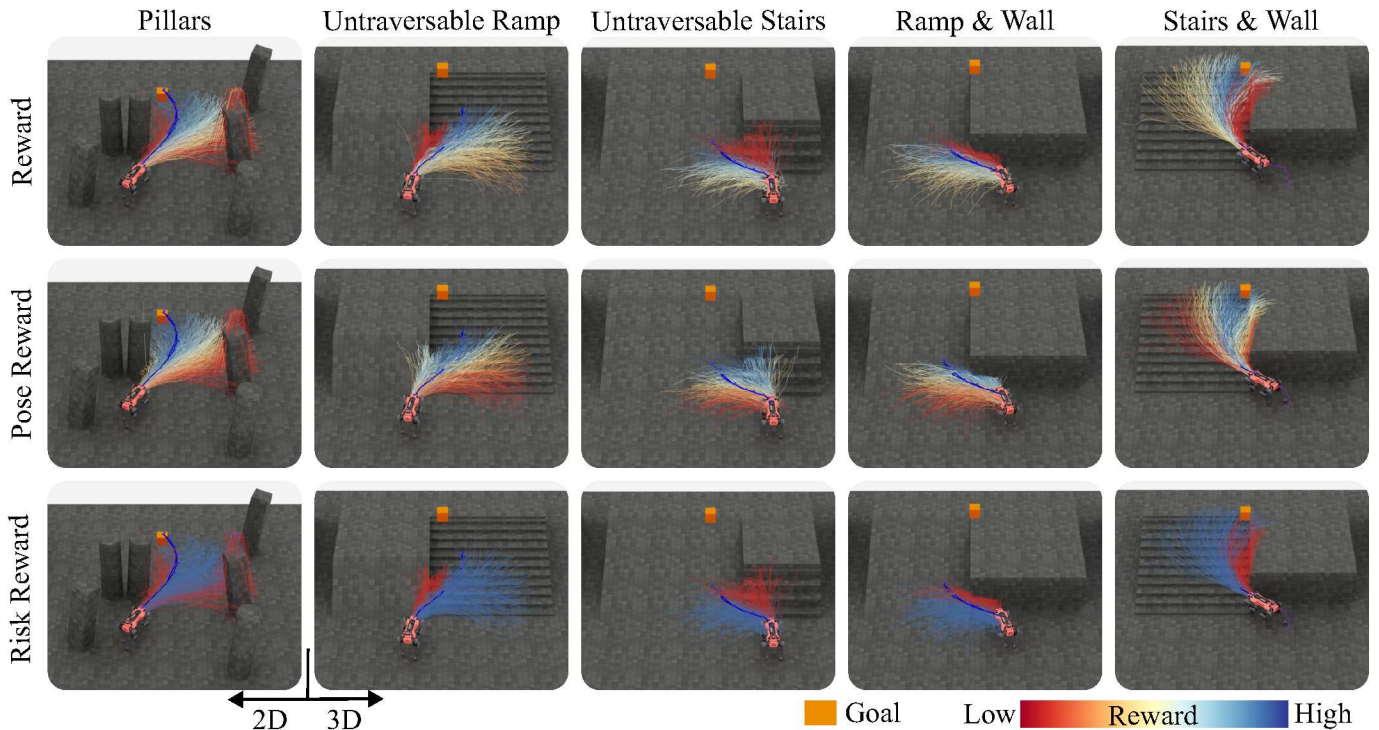 Pillars
Untraversable Ramp
Untraversable Stairs
Ramp & Wall
Stairs & Wall
Reward
Pose Reward
Risk Reward
2D
3D
Goal
Low
Reward
High